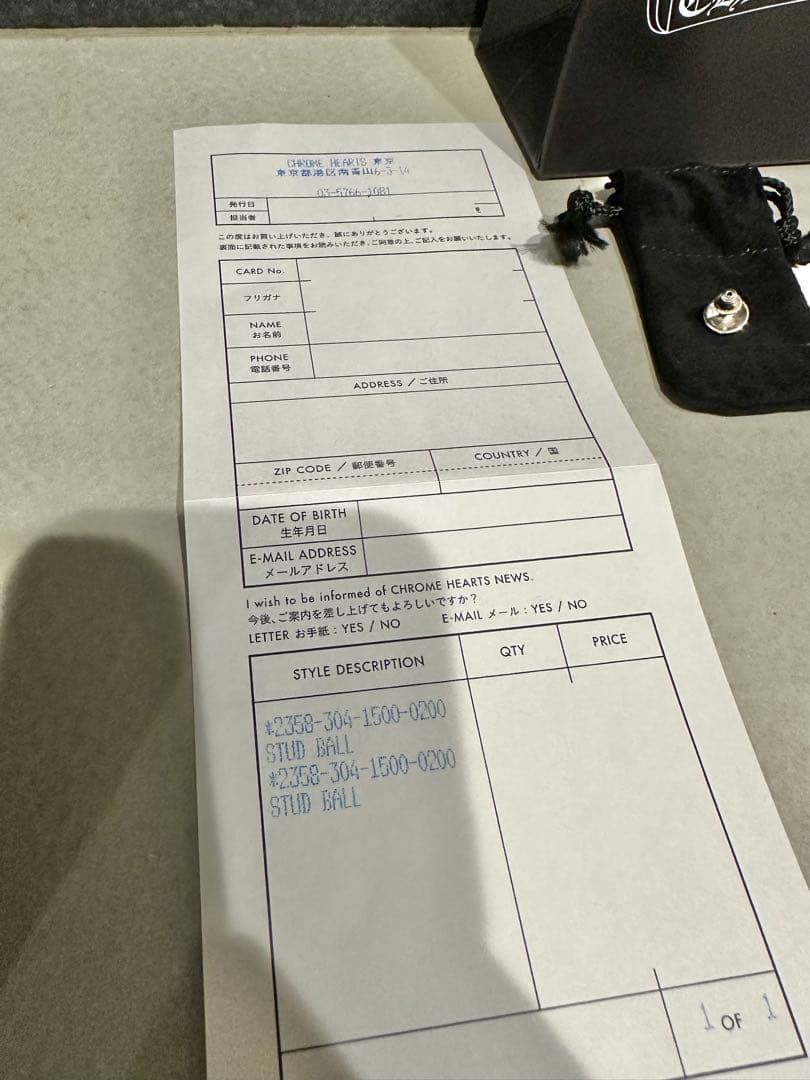 CHROME HEARTS 東京
東京都港区南青山6-3-14
03-5766-1081
発行日
担当者
この度はお買い上げいただき、誠にありがとうございます。
裏面に記載された事項をお読みいただき、ご同意の上、ご記入をお願いいたします。
CARD No.
フリガナ
NAME
お名前
PHONE
電話番号
ADDRESS / ご住所
ZIP CODE / 郵便番号
COUNTRY / 国
DATE OF BIRTH
生年月日
E-MAIL ADDRESS
メールアドレス
I wish to be informed of CHROME HEARTS NEWS.
今後、ご案内を差し上げてもよろしいですか？
LETTER お手紙 : YES / NO E-MAIL メール : YES / NO
STYLE DESCRIPTION QTY PRICE
*2358-304-1500-0200
STUD BALL
*2358-304-1500-0200
STUD BALL
1 OF 1